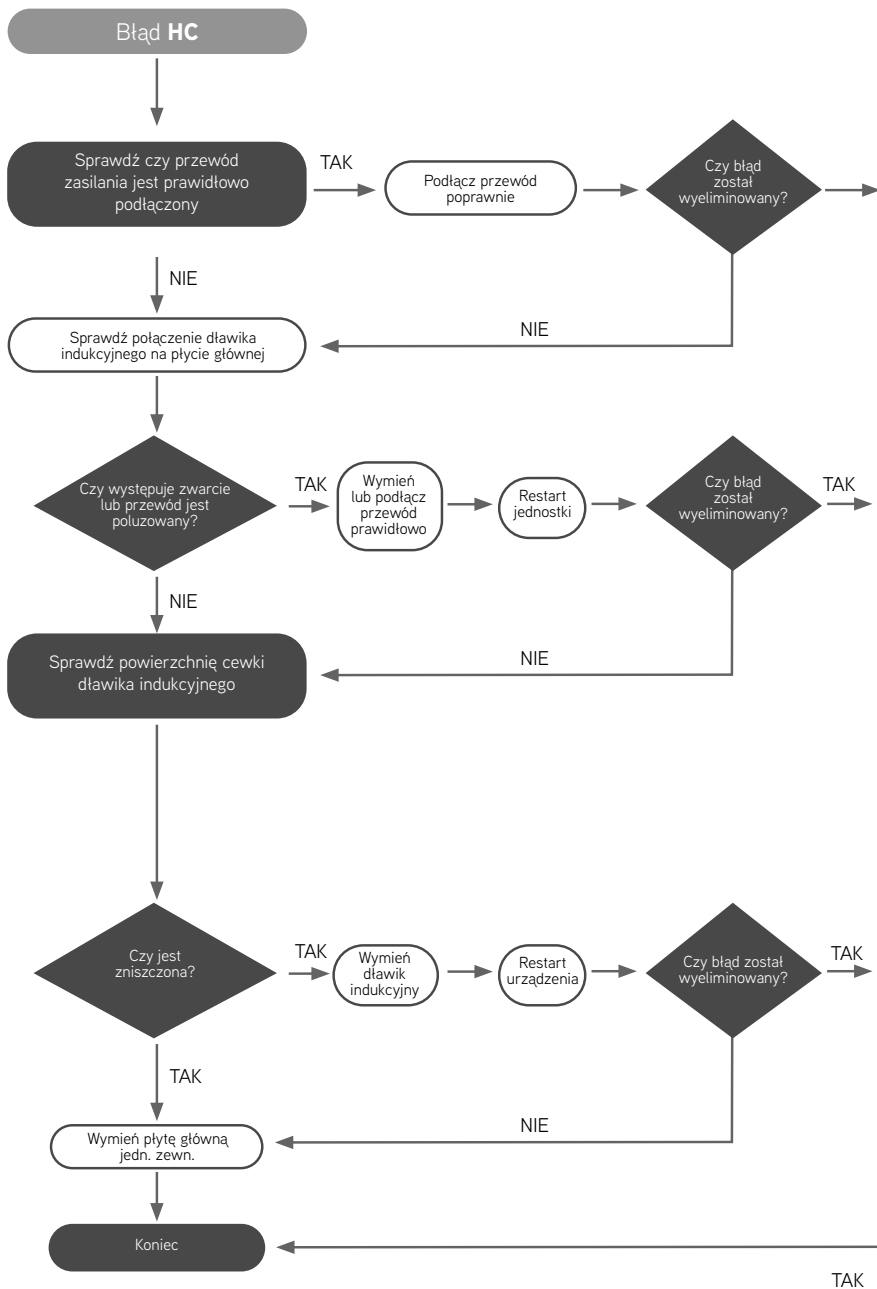 Błąd HC
Sprawdź czy przewód
zasilania jest prawidłowo
podłączony
TAK
Podłącz przewód
poprawnie
Czy błąd
został
wyeliminowany?
NIE
NIE
Sprawdź połączenie dławika
indukcyjnego na płycie głównej
Czy występuje zwarcie
lub przewód jest
poluzowany?
TAK
Wymień
lub podłącz
przewód
prawidłowo
Restart
jednostki
Czy błąd
został
wyeliminowany?
TAK
NIE
NIE
Sprawdź powierzchnię cewki
dławika indukcyjnego
Czy jest
zniszczona?
TAK
Wymień
dławik
indukcyjny
Restart
urządzenia
Czy błąd został
wyeliminowany?
TAK
TAK
NIE
Wymień płytę główną
jedn. zewn.
Koniec
TAK